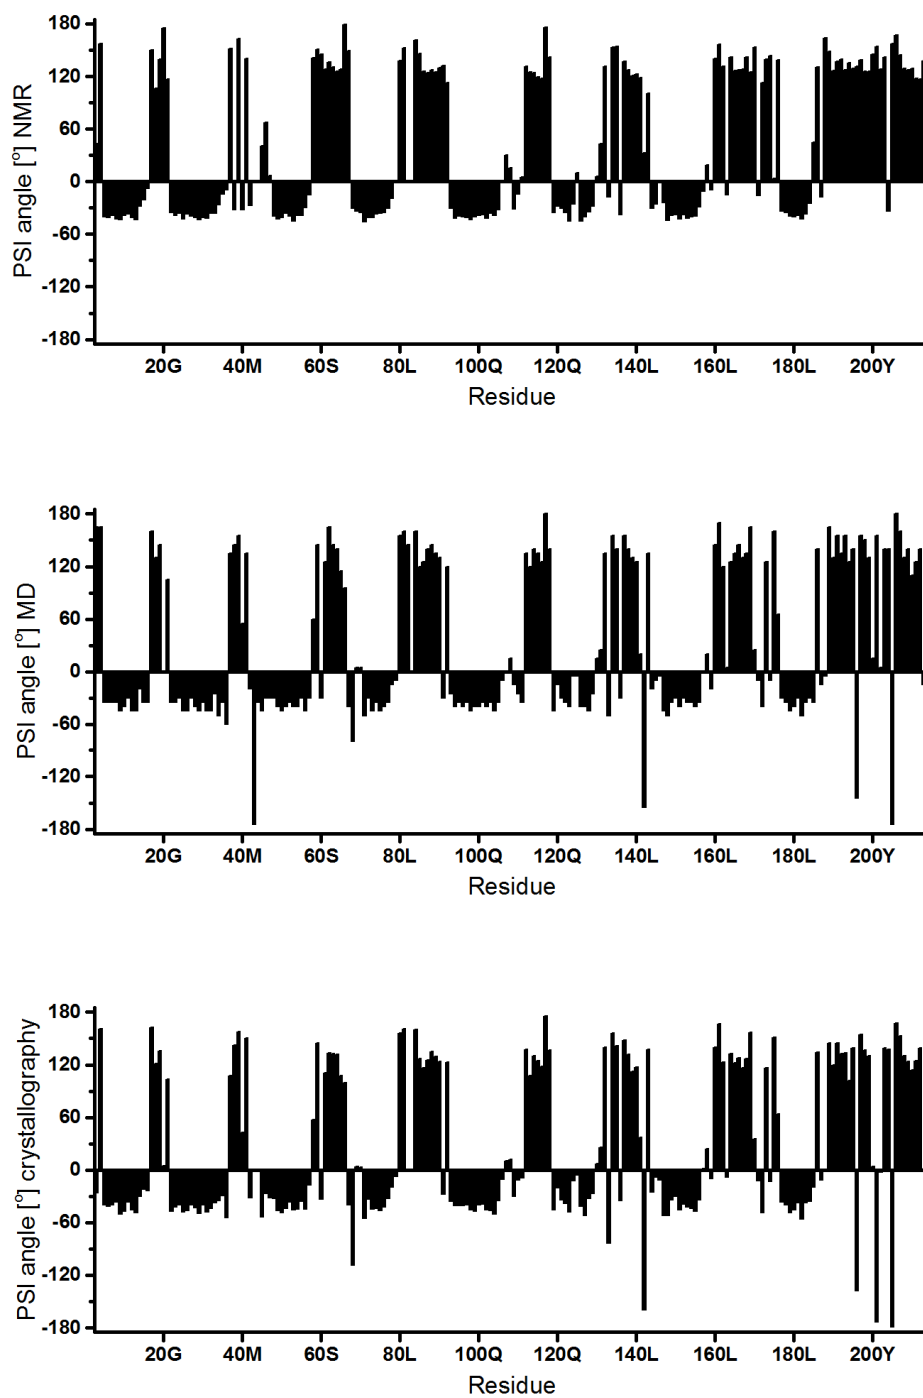 PSI angle [°] NMR
180
120
60
0
-60
-120
-180
20G 40M 60S 80L 100Q 120Q 140L 160L 180L 200Y
Residue
PSI angle [°] MD
180
120
60
0
-60
-120
-180
20G 40M 60S 80L 100Q 120Q 140L 160L 180L 200Y
Residue
PSI angle [°] crystallography
180
120
60
0
-60
-120
-180
20G 40M 60S 80L 100Q 120Q 140L 160L 180L 200Y
Residue